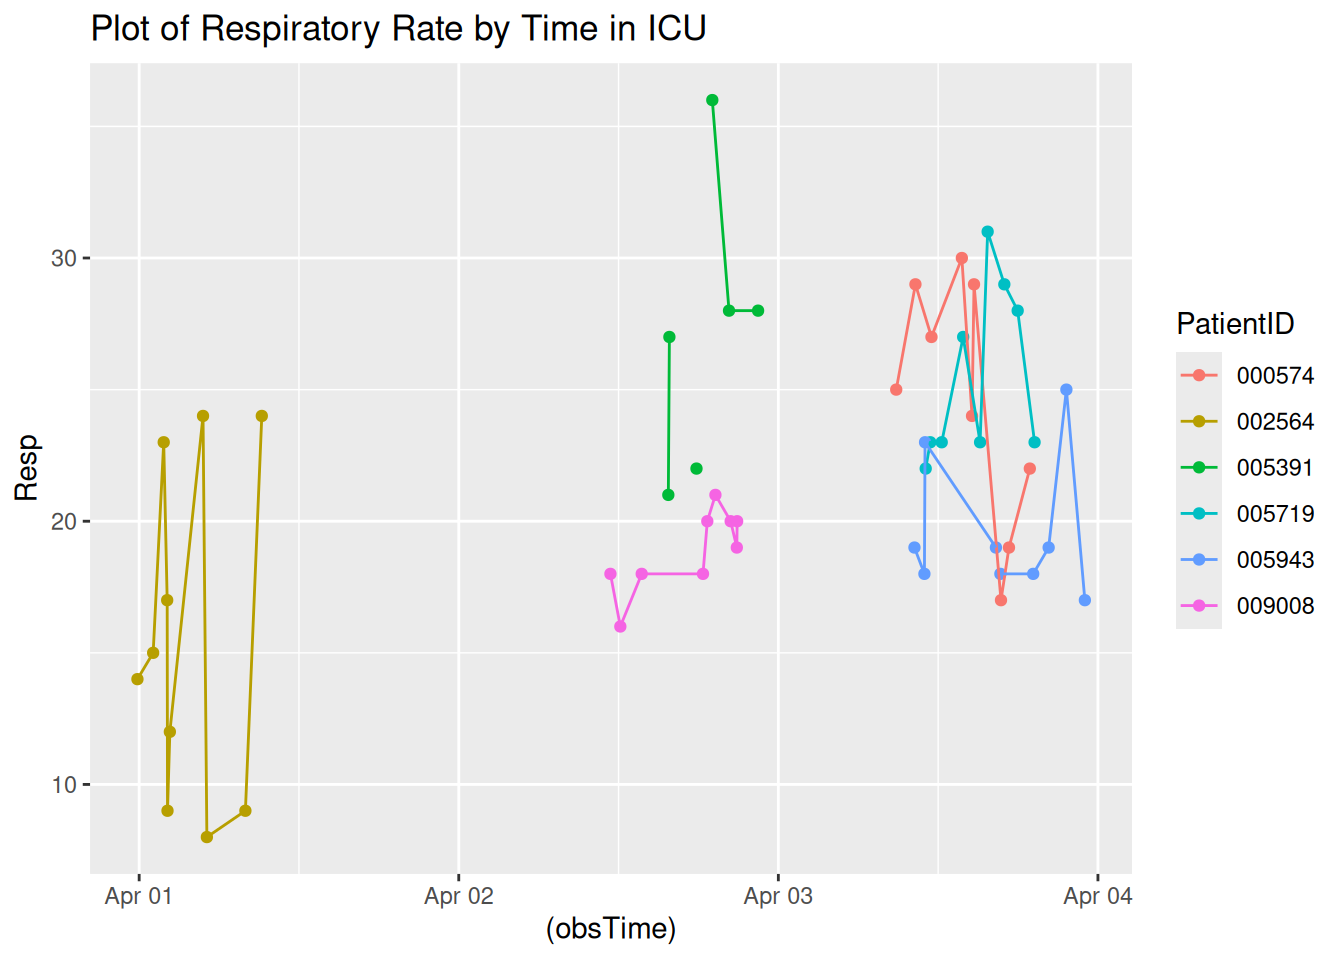 Plot of Respiratory Rate by Time in ICU
Resp
30
20
10
Apr 01
Apr 02
Apr 03
Apr 04
(obsTime)
PatientID
000574
002564
005391
005719
005943
009008